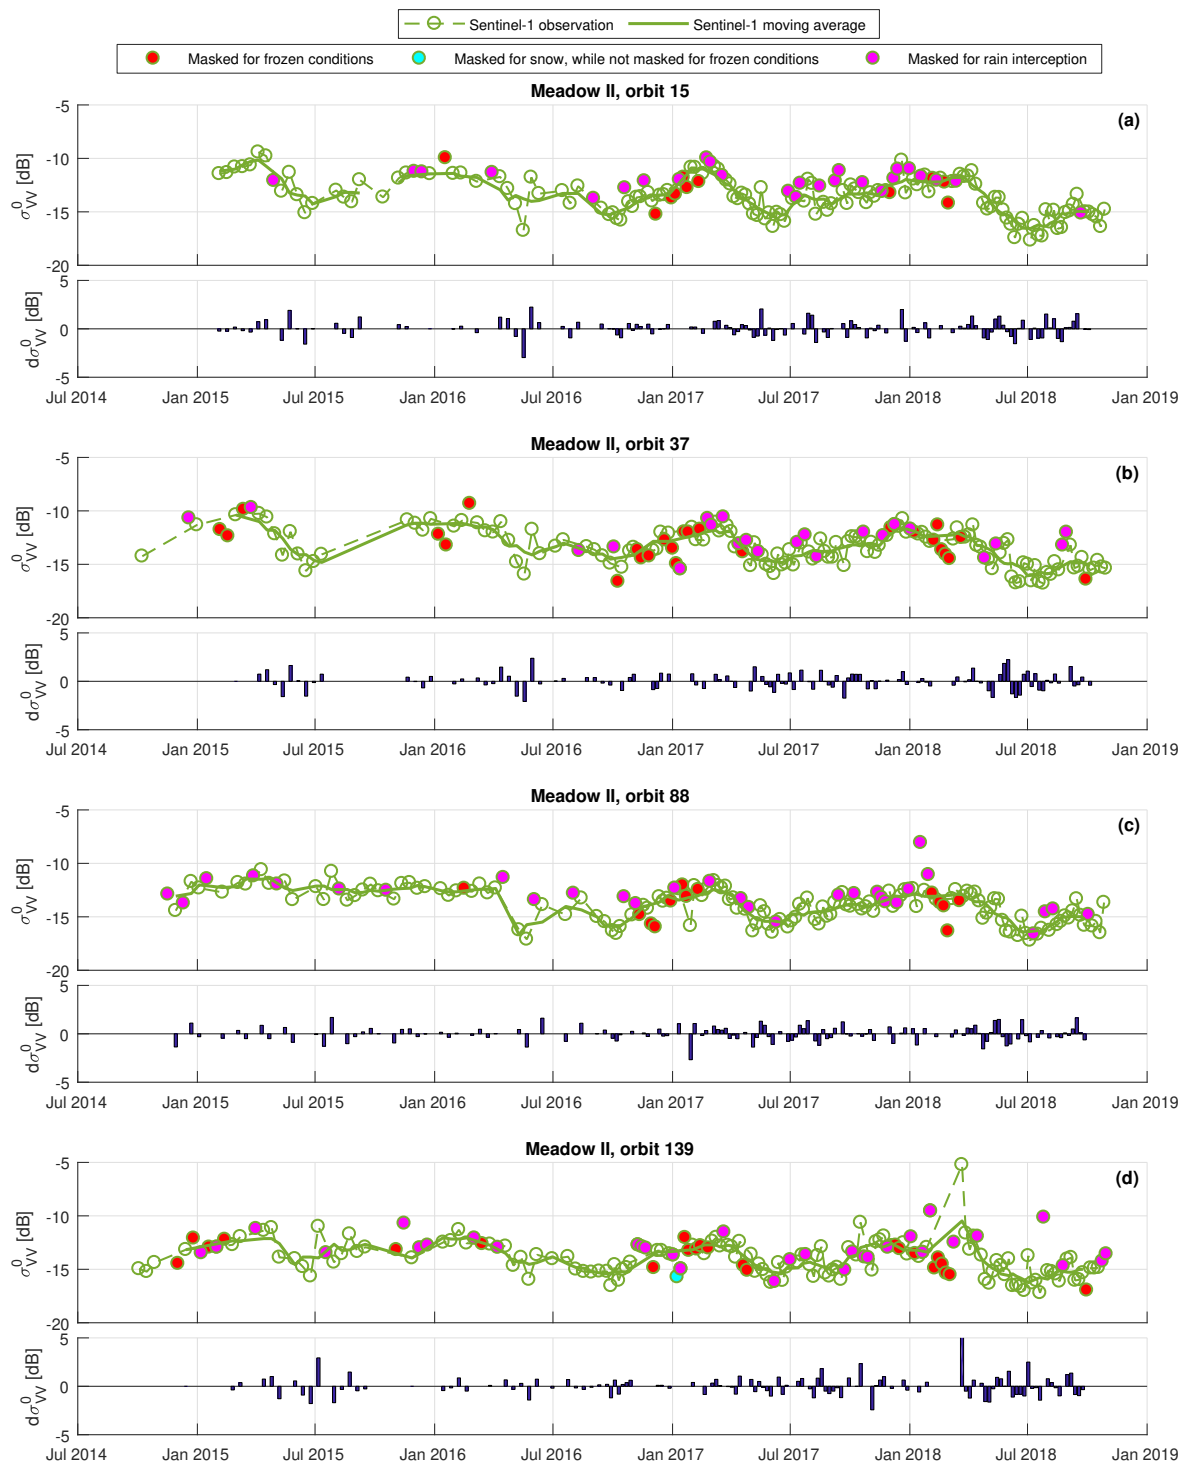 Sentinel-1 observation Sentinel-1 moving average
Masked for frozen conditions Masked for snow, while not masked for frozen conditions Masked for rain interception
Meadow II, orbit 15
(a)
σ⁰VV [dB]
-5
-10
-15
-20
dσ⁰VV [dB]
5
0
-5
Jul 2014 Jan 2015 Jul 2015 Jan 2016 Jul 2016 Jan 2017 Jul 2017 Jan 2018 Jul 2018 Jan 2019
Meadow II, orbit 37
(b)
σ⁰VV [dB]
-5
-10
-15
-20
dσ⁰VV [dB]
5
0
-5
Jul 2014 Jan 2015 Jul 2015 Jan 2016 Jul 2016 Jan 2017 Jul 2017 Jan 2018 Jul 2018 Jan 2019
Meadow II, orbit 88
(c)
σ⁰VV [dB]
-5
-10
-15
-20
dσ⁰VV [dB]
5
0
-5
Jul 2014 Jan 2015 Jul 2015 Jan 2016 Jul 2016 Jan 2017 Jul 2017 Jan 2018 Jul 2018 Jan 2019
Meadow II, orbit 139
(d)
σ⁰VV [dB]
-5
-10
-15
-20
dσ⁰VV [dB]
5
0
-5
Jul 2014 Jan 2015 Jul 2015 Jan 2016 Jul 2016 Jan 2017 Jul 2017 Jan 2018 Jul 2018 Jan 2019